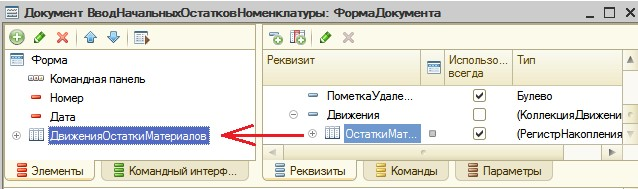 Документ ВводНачальныхОстатковНоменклатуры: ФормаДокумента
Форма
Командная панель
Номер
Дата
ДвиженияОстаткиМатериалов
Элементы
Командный интерф...
Реквизит
Использо...
всегда
Тип
ПометкаУдале...
Булево
Движения
(КоллекцияДвижени
ОстаткиМат...
(РегистрНакопления
Реквизиты
Команды
Параметры